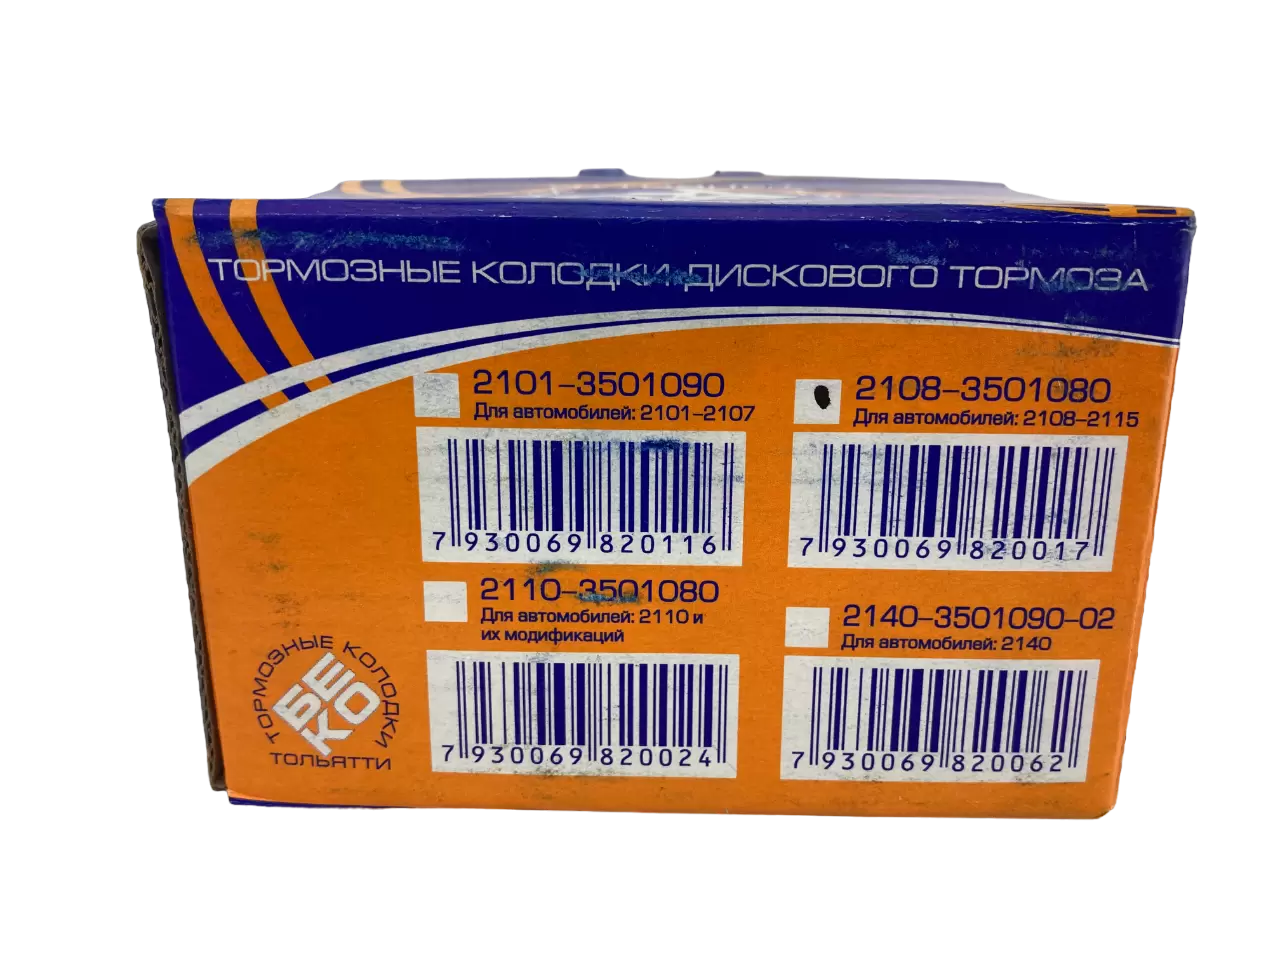 ТОРМОЗНЫЕ КОЛОДКИ ДИСКОВОГО ТОРМОЗА
2101-3501090
Для автомобилей: 2101-2107
7 930069 820116
2108-3501080
Для автомобилей: 2108-2115
7 930069 820017
2110-3501080
Для автомобилей: 2110 и
их модификаций
7 930069 820024
2140-3501090-02
Для автомобилей: 2140
7 930069 820062
ТОРМОЗНЫЕ КОЛОДКИ
БЕКО
ТОЛЬЯТТИ